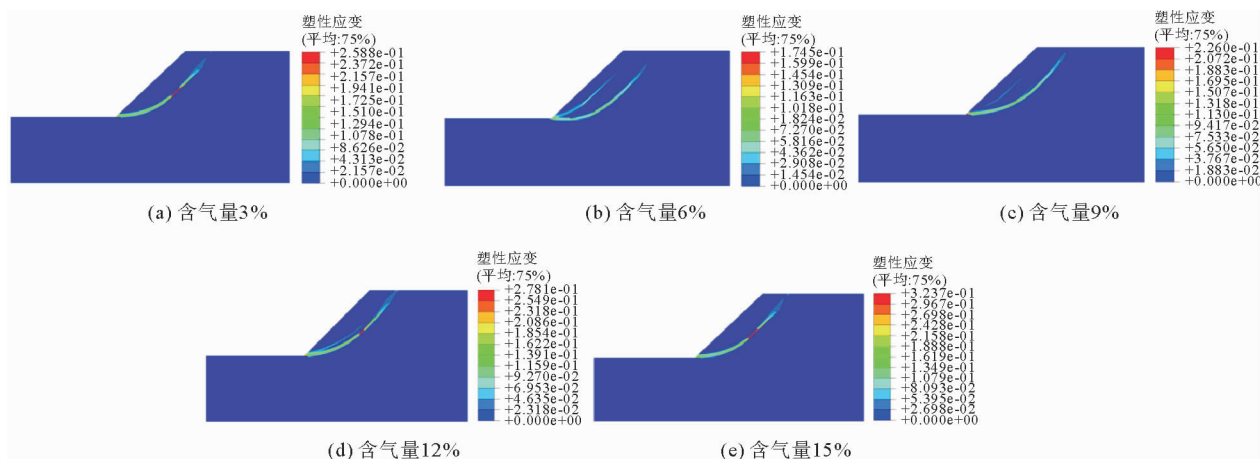 塑性应变
(平均:75%)
+2.588e-01
+2.372e-01
+2.157e-01
+1.941e-01
+1.725e-01
+1.510e-01
+1.294e-01
+1.078e-01
+8.626e-02
+4.313e-02
+2.157e-02
+0.000e+00
(a) 含气量3%
塑性应变
(平均:75%)
+1.745e-01
+1.599e-01
+1.454e-01
+1.309e-01
+1.163e-01
+1.018e-01
+1.824e-02
+7.270e-02
+5.816e-02
+4.362e-02
+2.908e-02
+1.454e-02
+0.000e+00
(b) 含气量6%
塑性应变
(平均:75%)
+2.260e-01
+2.072e-01
+1.883e-01
+1.695e-01
+1.507e-01
+1.318e-01
+1.130e-01
+9.417e-02
+7.533e-02
+5.650e-02
+3.767e-02
+1.883e-02
+0.000e+00
(c) 含气量9%
塑性应变
(平均:75%)
+2.781e-01
+2.549e-01
+2.318e-01
+2.086e-01
+1.854e-01
+1.622e-01
+1.391e-01
+1.159e-01
+9.270e-02
+6.953e-02
+4.635e-02
+2.318e-02
+0.000e+00
(d) 含气量12%
塑性应变
(平均:75%)
+3.237e-01
+2.967e-01
+2.698e-01
+2.428e-01
+2.158e-01
+1.888e-01
+1.619e-01
+1.349e-01
+1.079e-01
+8.093e-02
+5.395e-02
+2.698e-02
+0.000e+00
(e) 含气量15%